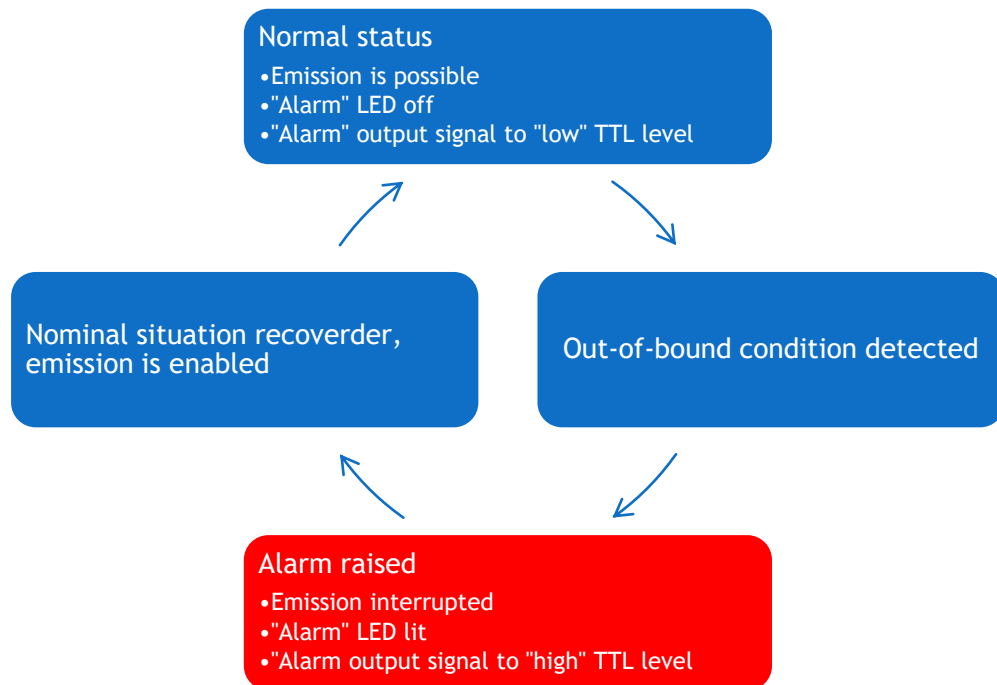 Normal status
•Emission is possible
•"Alarm" LED off
•"Alarm" output signal to "low" TTL level
Nominal situation recoverder,
emission is enabled
Out-of-bound condition detected
Alarm raised
•Emission interrupted
•"Alarm" LED lit
•"Alarm output signal to "high" TTL level